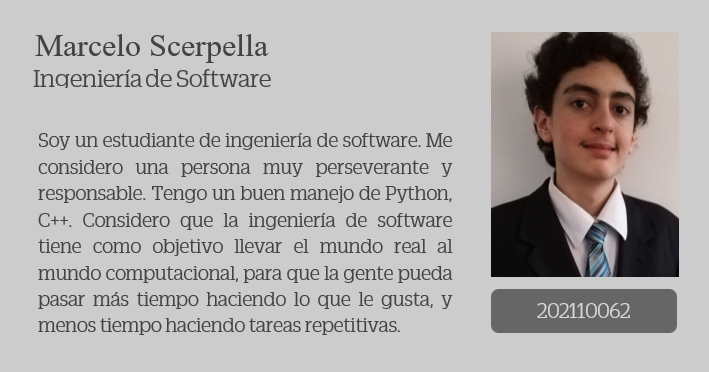 Marcelo Scerpella
Ingeniería de Software
Soy un estudiante de ingeniería de software. Me
considero una persona muy perseverante y
responsable. Tengo un buen manejo de Python,
C++. Considero que la ingeniería de software
tiene como objetivo llevar el mundo real al
mundo computacional, para que la gente pueda
pasar más tiempo haciendo lo que le gusta, y
menos tiempo haciendo tareas repetitivas.
202110062